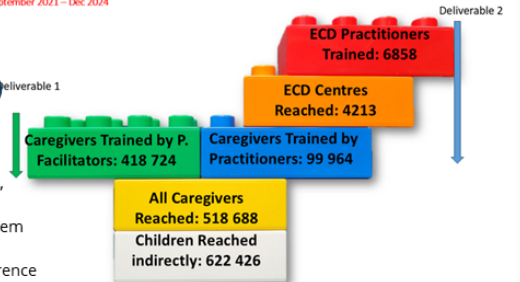 ptember 2021 – Dec 2024
Deliverable 2
ECD Practitioners
Trained: 6858
ECD Centres
Reached: 4213
eliverable 1
Caregivers Trained by P.
Facilitators: 418 724
Caregivers Trained by
Practitioners: 99 964
All Caregivers
Reached: 518 688
Children Reached
indirectly: 622 426
em
rence